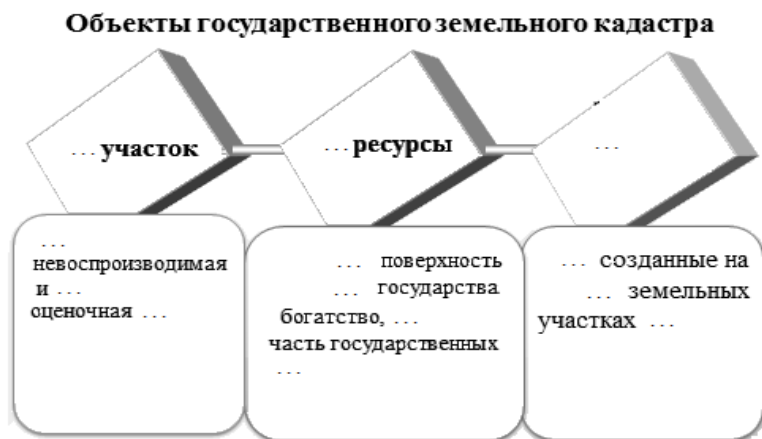 Объекты государственного земельного кадастра
… участок
… ресурсы
…
…
невоспроизводимая
и …
оценочная …
… поверхность
… государства
богатство, …
часть государственных
…
… созданные на
… земельных
участках …